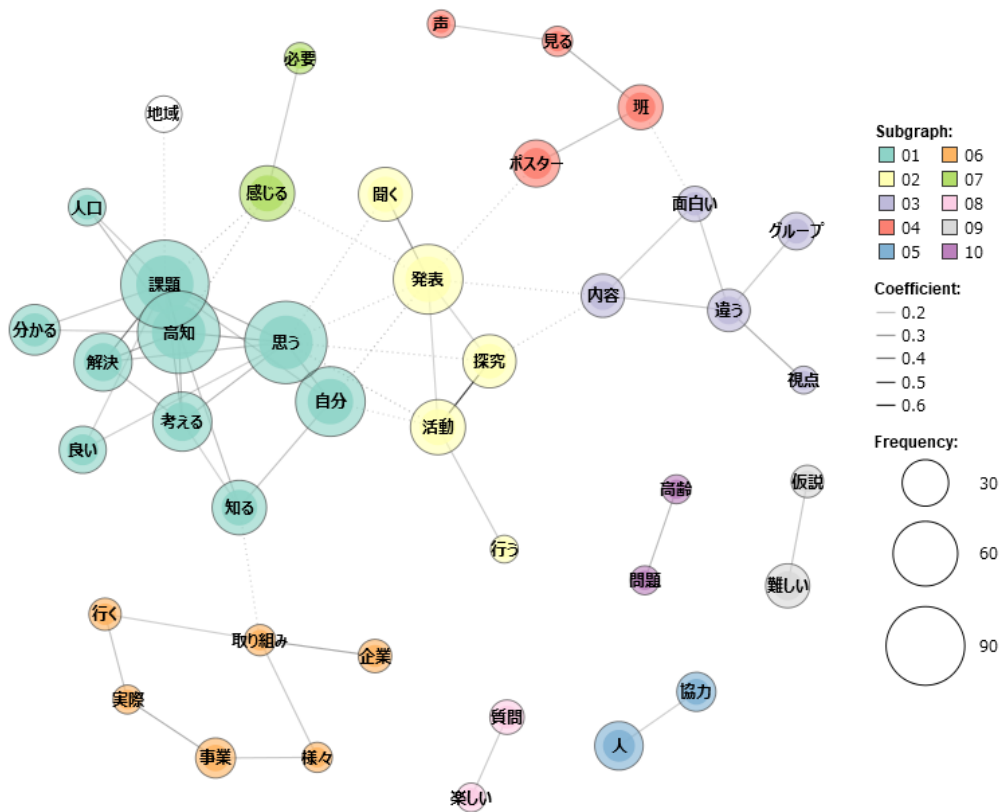 声
見る
必要
班
地域
ポスター
感じる
聞く
人口
面白い
グループ
課題
発表
内容
違う
分かる
高知
思う
解決
探究
視点
自分
考える
活動
良い
知る
行う
高齢
仮説
問題
難しい
行く
取り組み
企業
実際
協力
質問
事業
様々
人
楽しい
Subgraph:
01 06
02 07
03 08
04 09
05 10
Coefficient:
0.2
0.3
0.4
0.5
0.6
Frequency:
30
60
90